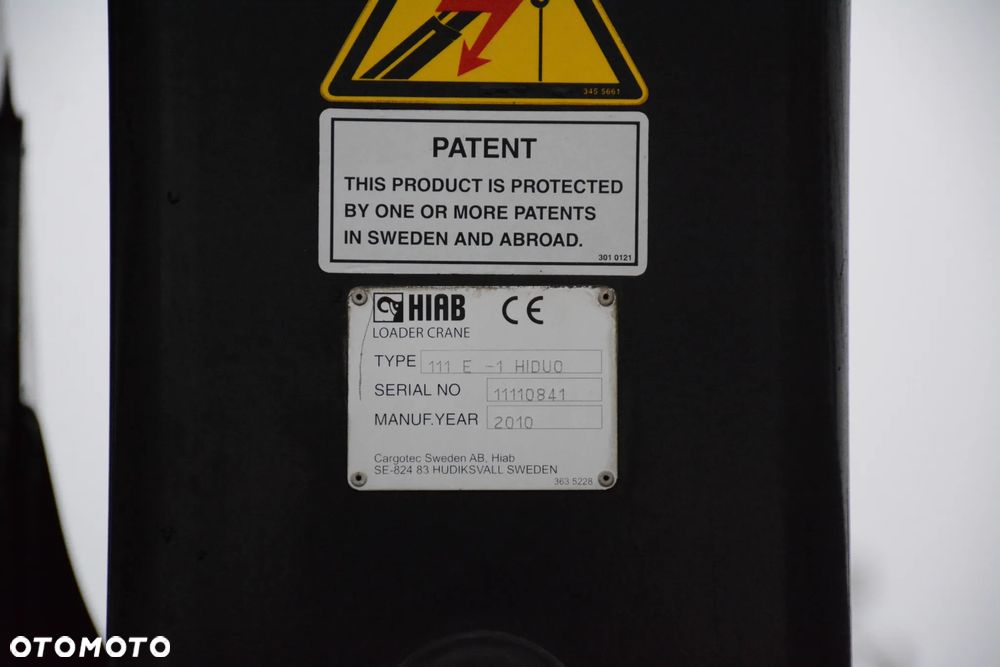 345 5661
PATENT
THIS PRODUCT IS PROTECTED
BY ONE OR MORE PATENTS
IN SWEDEN AND ABROAD.
301 0121
HIAB CE
LOADER CRANE
TYPE 111 E -1 HIDUO
SERIAL NO 11110841
MANUF.YEAR 2010
Cargotec Sweden AB, Hiab
SE-824 83 HUDIKSVALL SWEDEN
363 5228
OTOMOTO